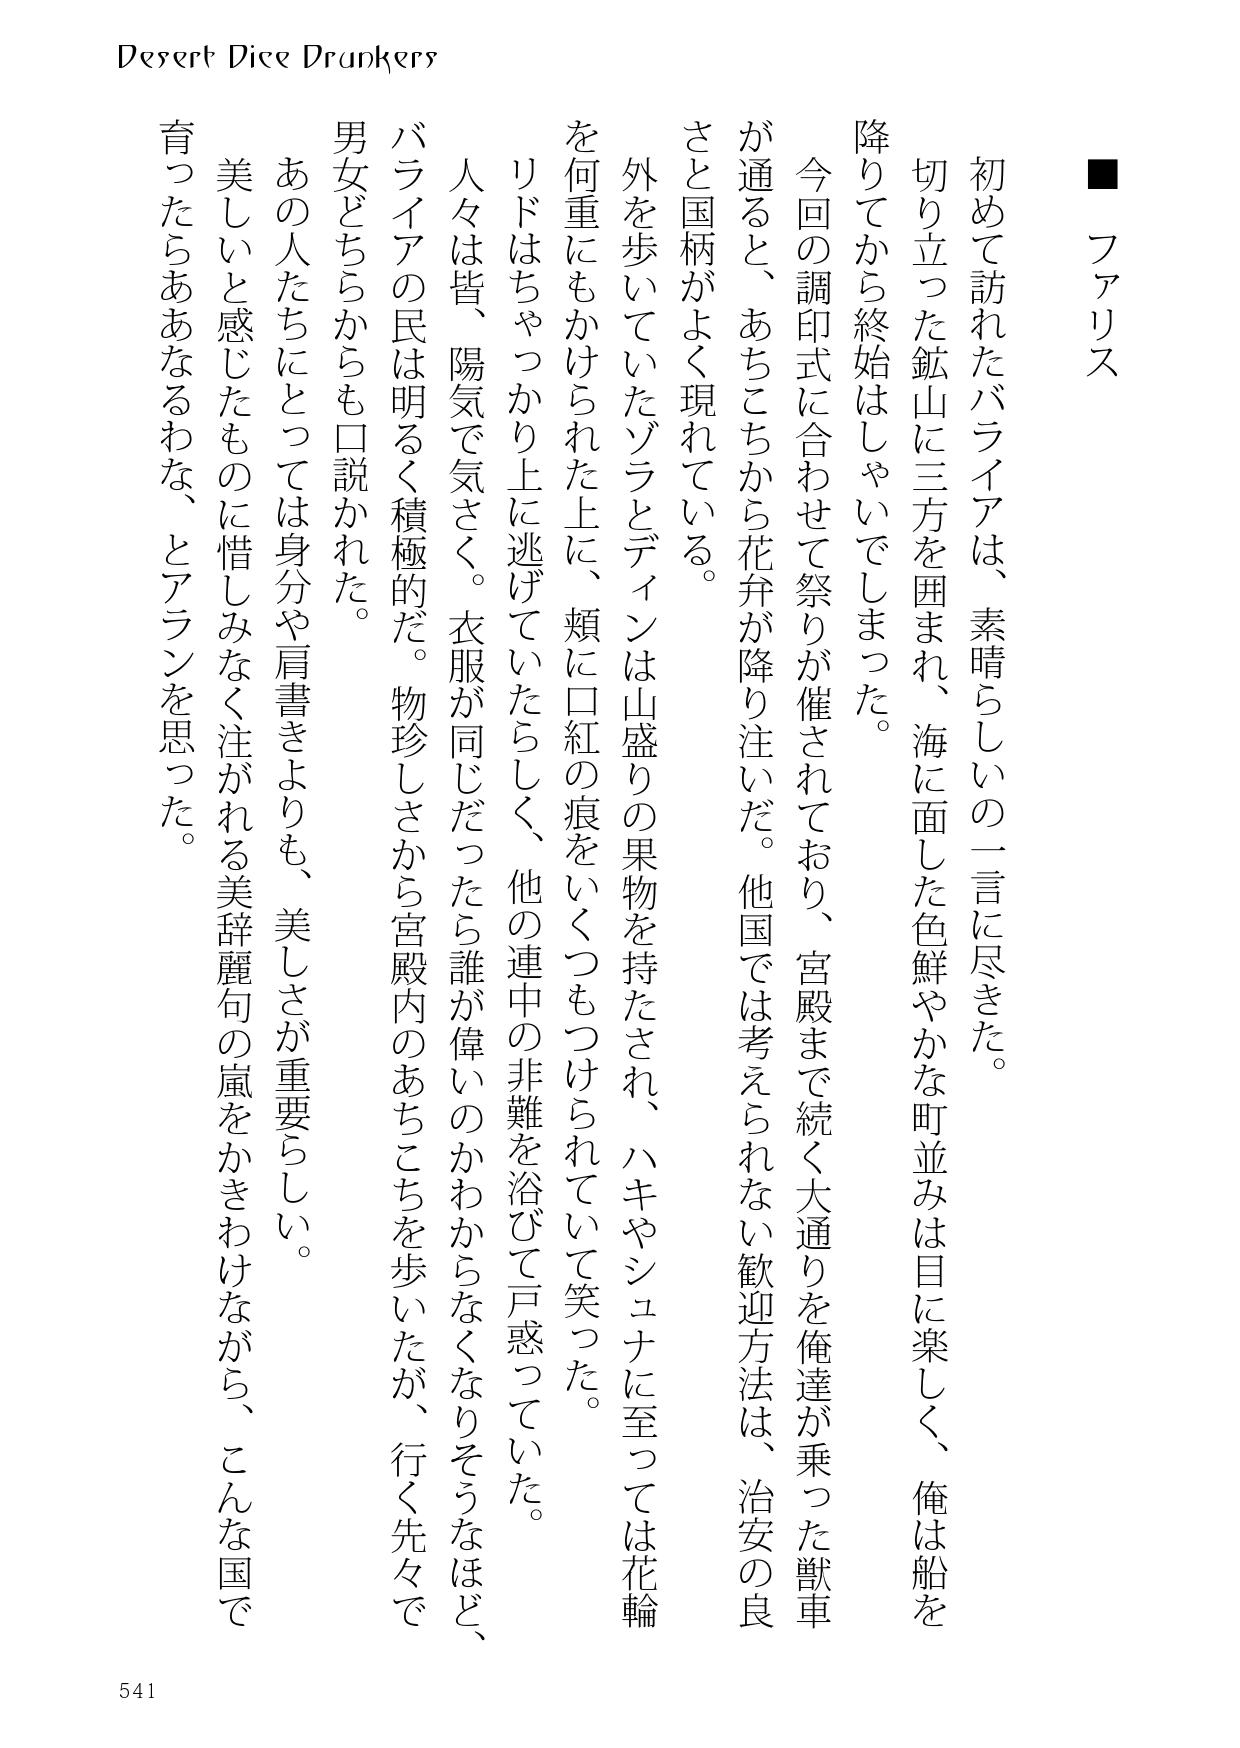 Desert Dice Drunkers
■　ファリス
　初めて訪れたバライアは、素晴らしいの一言に尽きた。
　切り立った鉱山に三方を囲まれ、海に面した色鮮やかな町並みは目に楽しく、俺は船を
降りてから終始はしゃいでしまった。
　今回の調印式に合わせて祭りが催されており、宮殿まで続く大通りを俺達が乗った獣車
が通ると、あちこちから花弁が降り注いだ。他国では考えられない歓迎方法は、治安の良
さと国柄がよく現れている。
　外を歩いていたゾラとディンは山盛りの果物を持たされ、ハキやシュナに至っては花輪
を何重にもかけられた上に、頬に口紅の痕をいくつもつけられていて笑った。
　リドはちゃっかり上に逃げていたらしく、他の連中の非難を浴びて戸惑っていた。
　人々は皆、陽気で気さく。衣服が同じだったら誰が偉いのかわからなくなりそうなほど、
バライアの民は明るく積極的だ。物珍しさから宮殿内のあちこちを歩いたが、行く先々で
男女どちらからも口説かれた。
　あの人たちにとっては身分や肩書きよりも、美しさが重要らしい。
　美しいと感じたものに惜しみなく注がれる美辞麗句の嵐をかきわけながら、こんな国で
育ったらああなるわな、とアランを思った。
541